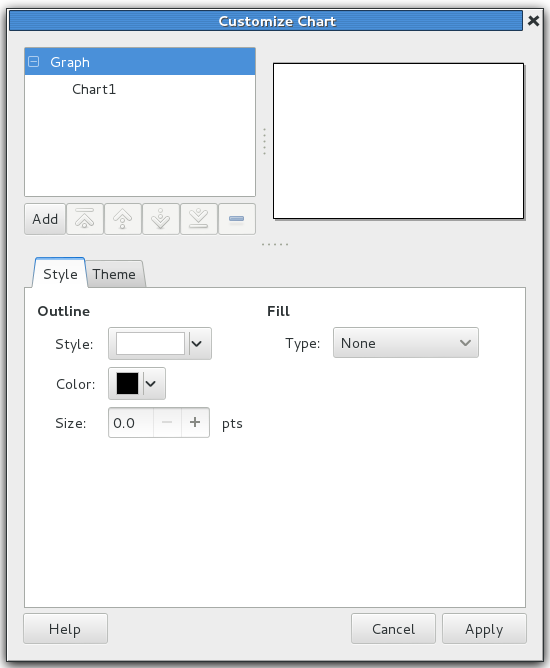 Customize Chart
Graph
Chart1
Add
Style Theme
Outline Fill
Style: Type: None
Color:
Size: 0.0 pts
Help Cancel Apply